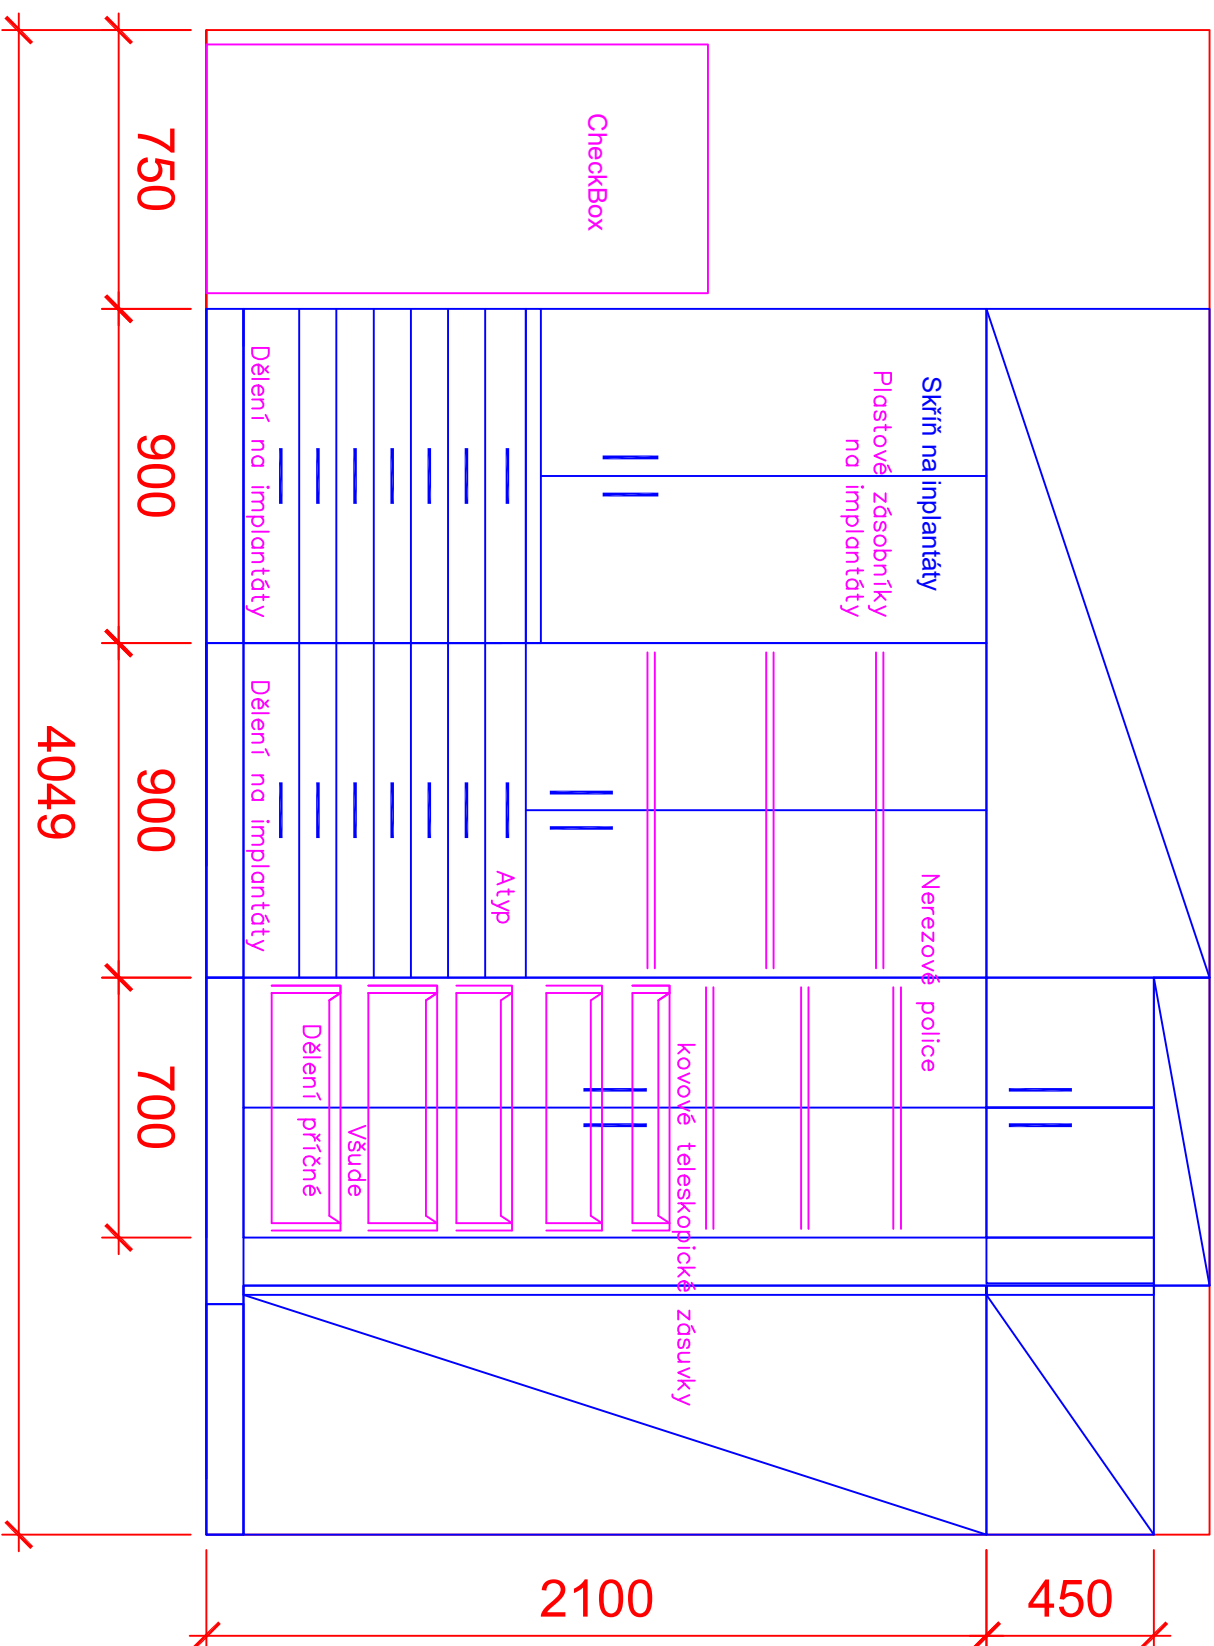 CheckBox
Skříň na inplantáty
Plastové zásobníky
na implantáty
Dělení na implantáty
Nerezové police
Atyp
Dělení na implantáty
kovové teleskopické zásuvky
Všude
Dělení příčné
750
900
900
700
4049
2100
450